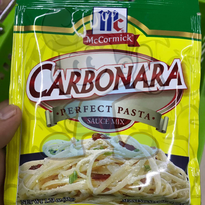 McCormick
CARBONARA
PERFECT PASTA
SAUCE MIX